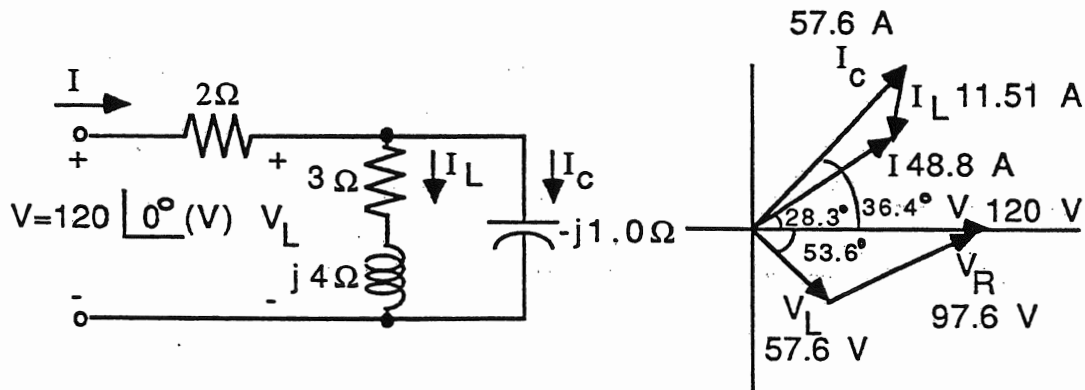 I
2Ω
+
+
3 Ω
I L
I c
V=120 0° (V)
V L
-j1.0Ω
j 4Ω
-
-
57.6 A
I c
I L 11.51 A
I 48.8 A
36.4°
28.3°
V 120 V
53.6°
V R
97.6 V
V L
57.6 V